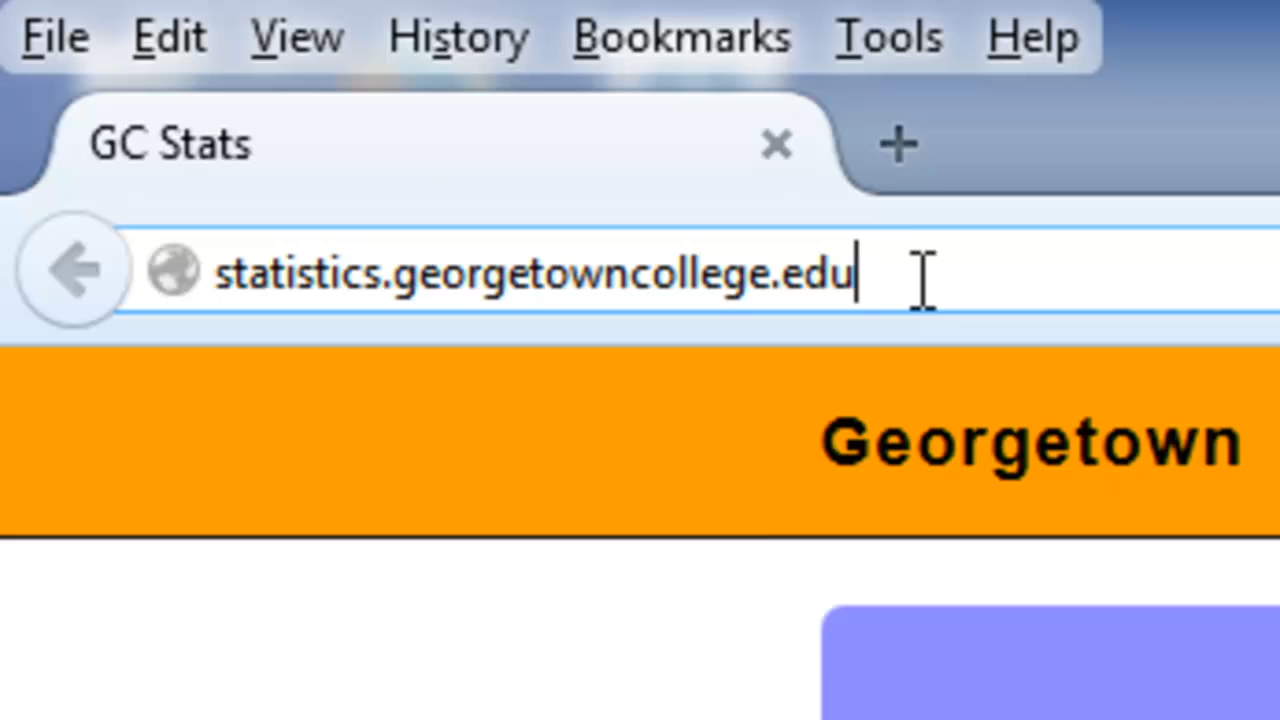 File Edit View History Bookmarks Tools Help
GC Stats
statistics.georgetowncollege.edu
Georgetown